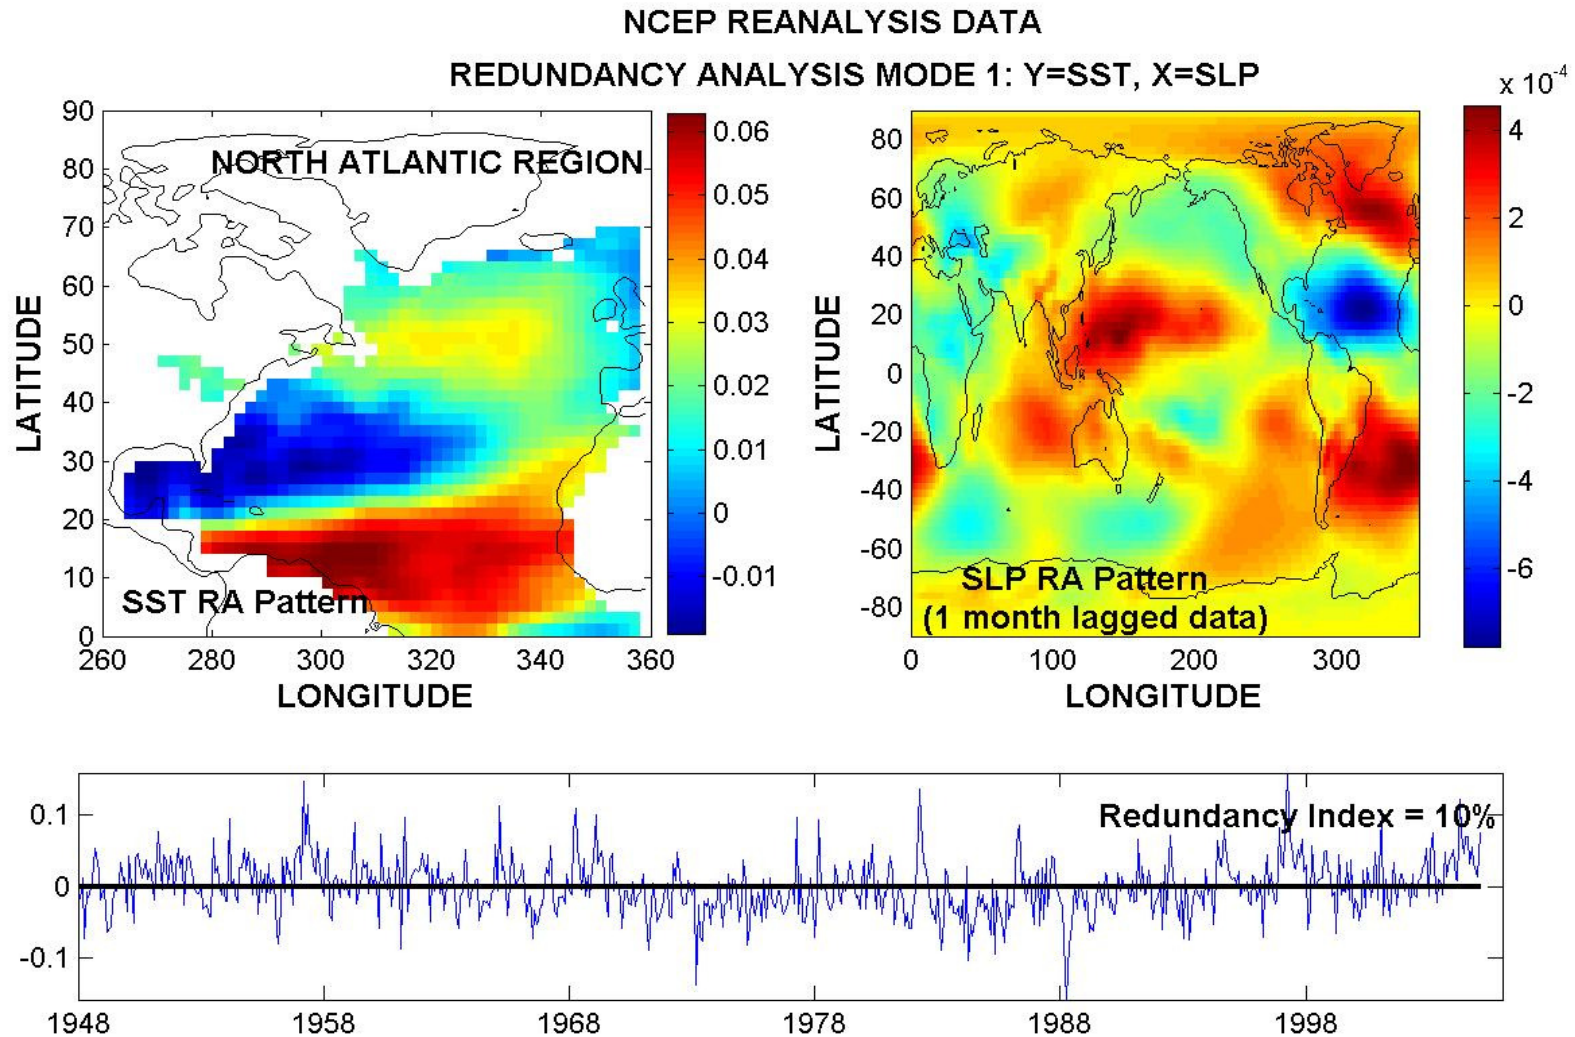 NCEP REANALYSIS DATA
REDUNDANCY ANALYSIS MODE 1: Y=SST, X=SLP
90
80
70
60
50
40
30
20
10
0
LATITUDE
NORTH ATLANTIC REGION
SST RA Pattern
260 280 300 320 340 360
LONGITUDE
0.06
0.05
0.04
0.03
0.02
0.01
0
-0.01
80
60
40
20
0
-20
-40
-60
-80
LATITUDE
SLP RA Pattern
(1 month lagged data)
0 100 200 300
LONGITUDE
x 10-4
4
2
0
-2
-4
-6
0.1
0
-0.1
Redundancy Index = 10%
1948 1958 1968 1978 1988 1998